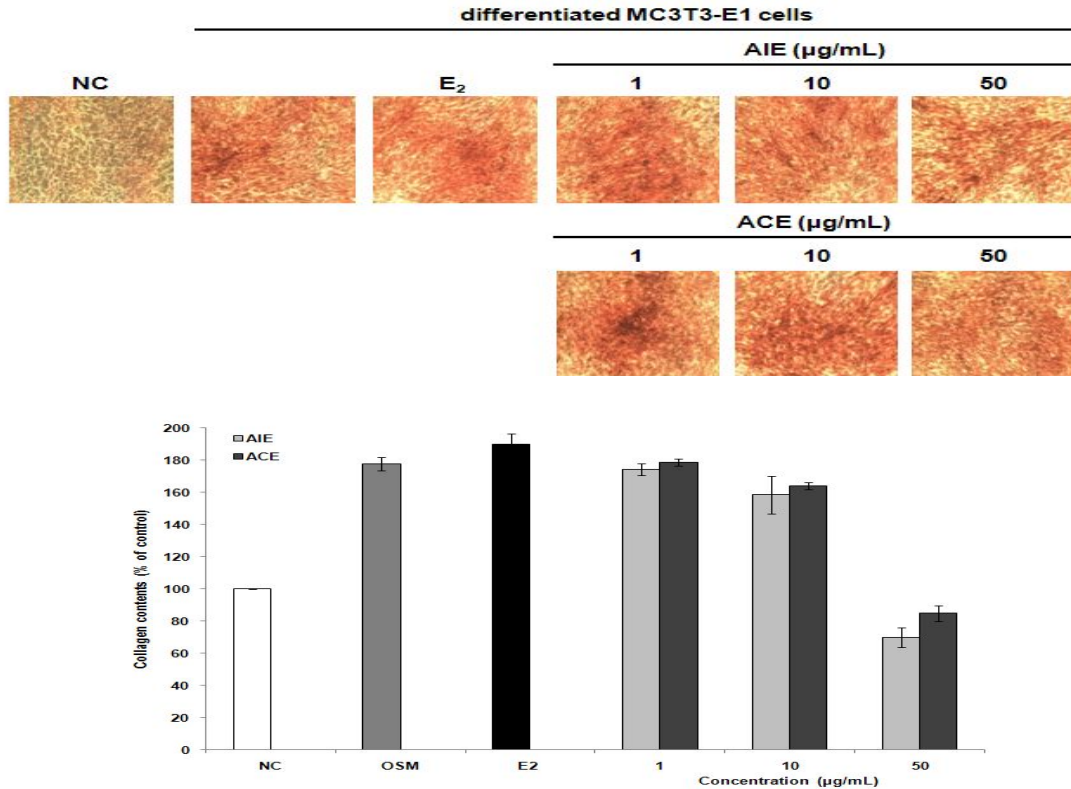 differentiated MC3T3-E1 cells
AIE (µg/mL)
NC E₂ 1 10 50
ACE (µg/mL)
1 10 50
Collagen contents (% of control)
200
180
160
140
120
100
80
60
40
20
0
AIE
ACE
NC OSM E2 1 10 50
Concentration (µg/mL)